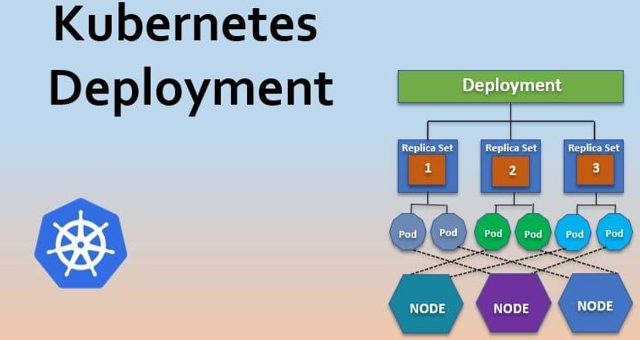 Kubernetes
Deployment
Deployment
Replica Set Replica Set Replica Set
1 2 3
Pod Pod Pod Pod Pod Pod
NODE NODE NODE